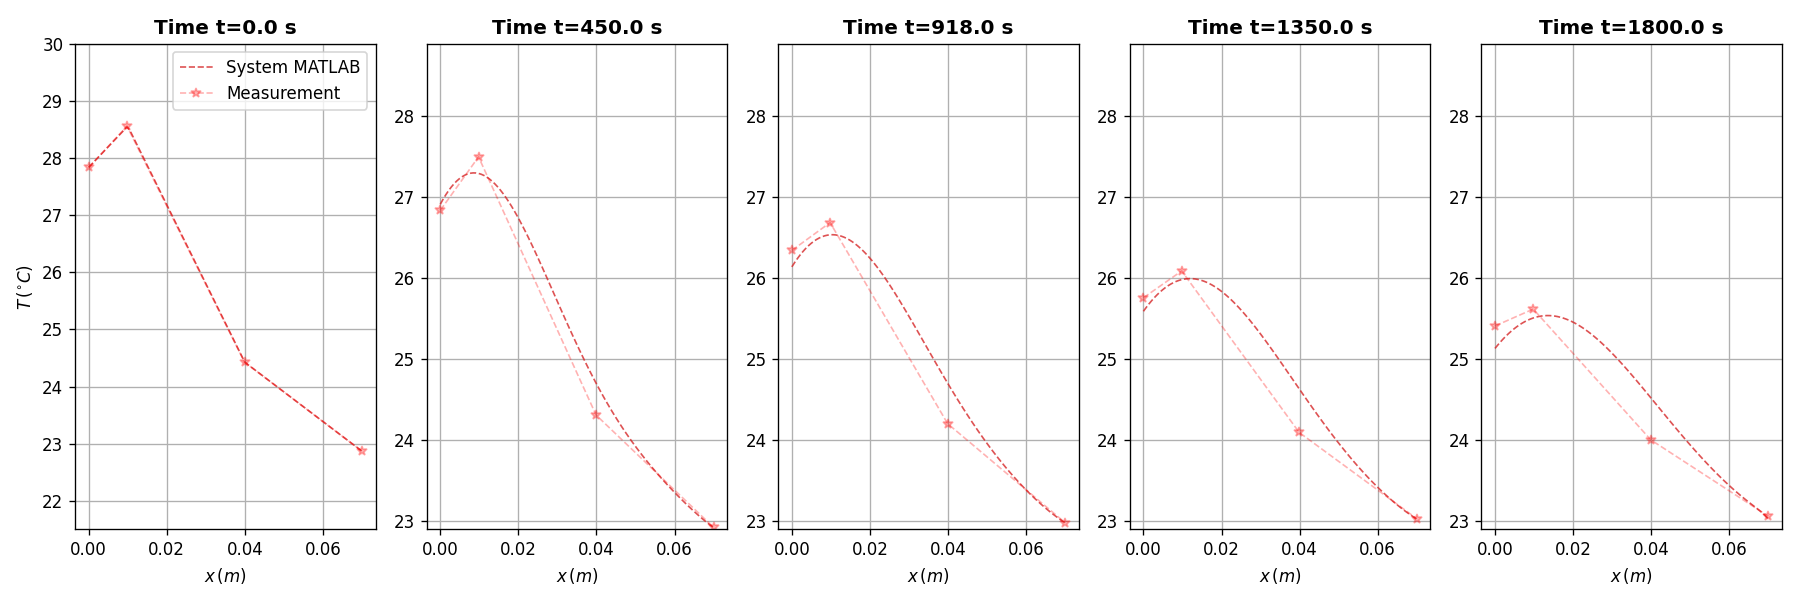 Time t=0.0 s
Time t=450.0 s
Time t=918.0 s
Time t=1350.0 s
Time t=1800.0 s
System MATLAB
Measurement
T (°C)
30
29
28
27
26
25
24
23
22
0.00 0.02 0.04 0.06
x (m)
28
27
26
25
24
23
0.00 0.02 0.04 0.06
x (m)
28
27
26
25
24
23
0.00 0.02 0.04 0.06
x (m)
28
27
26
25
24
23
0.00 0.02 0.04 0.06
x (m)
28
27
26
25
24
23
0.00 0.02 0.04 0.06
x (m)